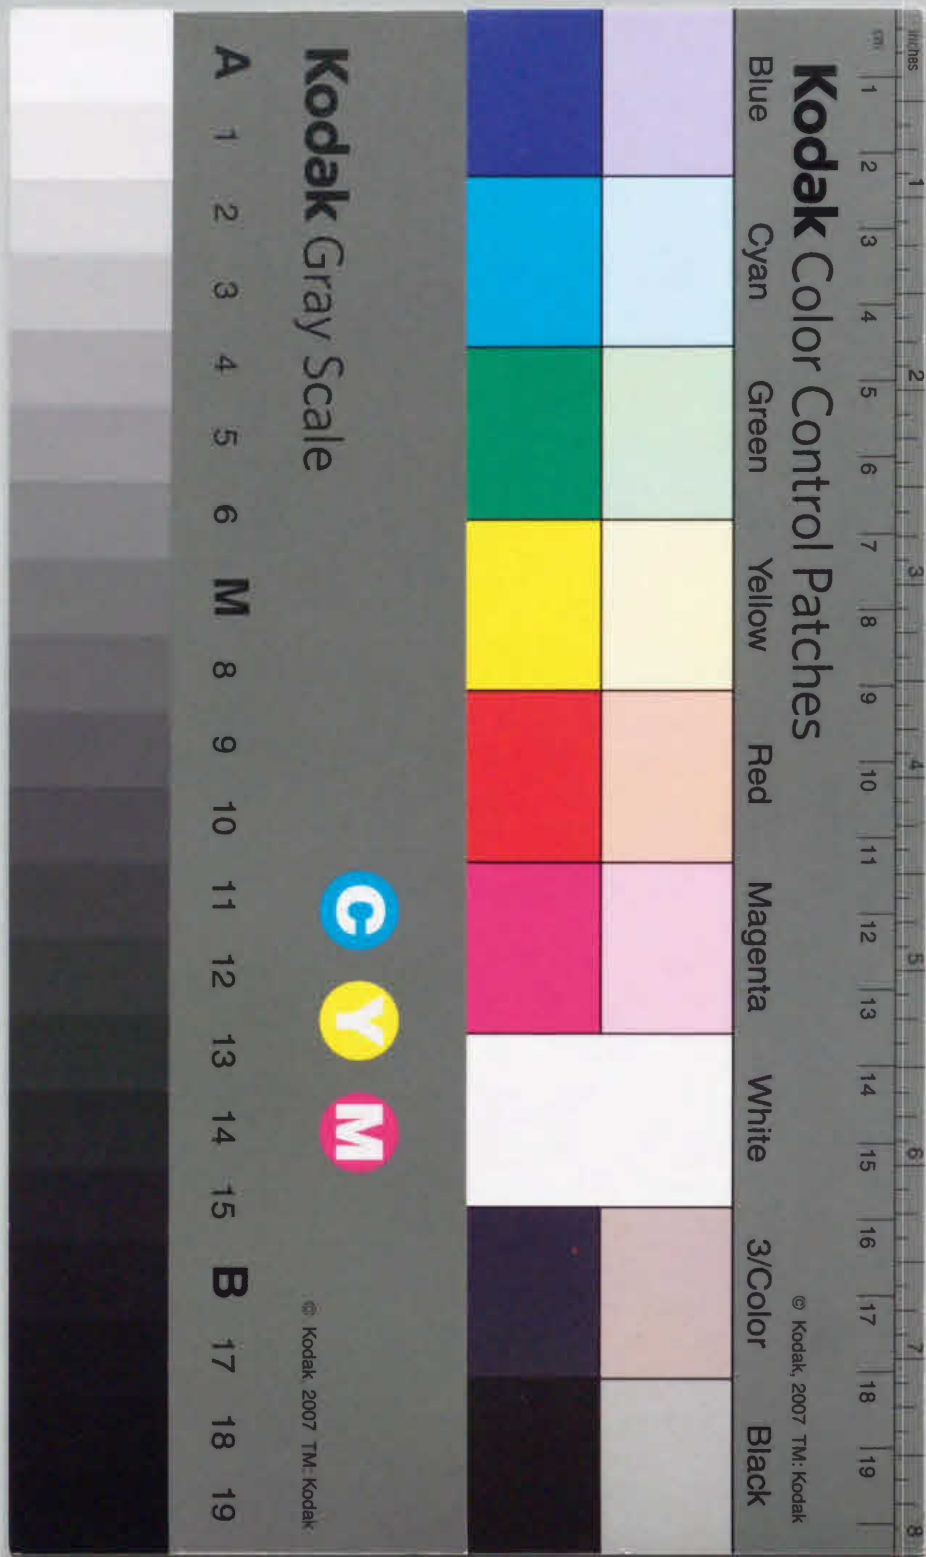 inches 1 2 3 4 5 6 7 8
cm 1 2 3 4 5 6 7 8 9 10 11 12 13 14 15 16 17 18 19
Kodak Color Control Patches
© Kodak, 2007 TM: Kodak
Blue Cyan Green Yellow Red Magenta White 3/Color Black
Kodak Gray Scale
C Y M
© Kodak, 2007 TM: Kodak
A 1 2 3 4 5 6 M 8 9 10 11 12 13 14 15 B 17 18 19